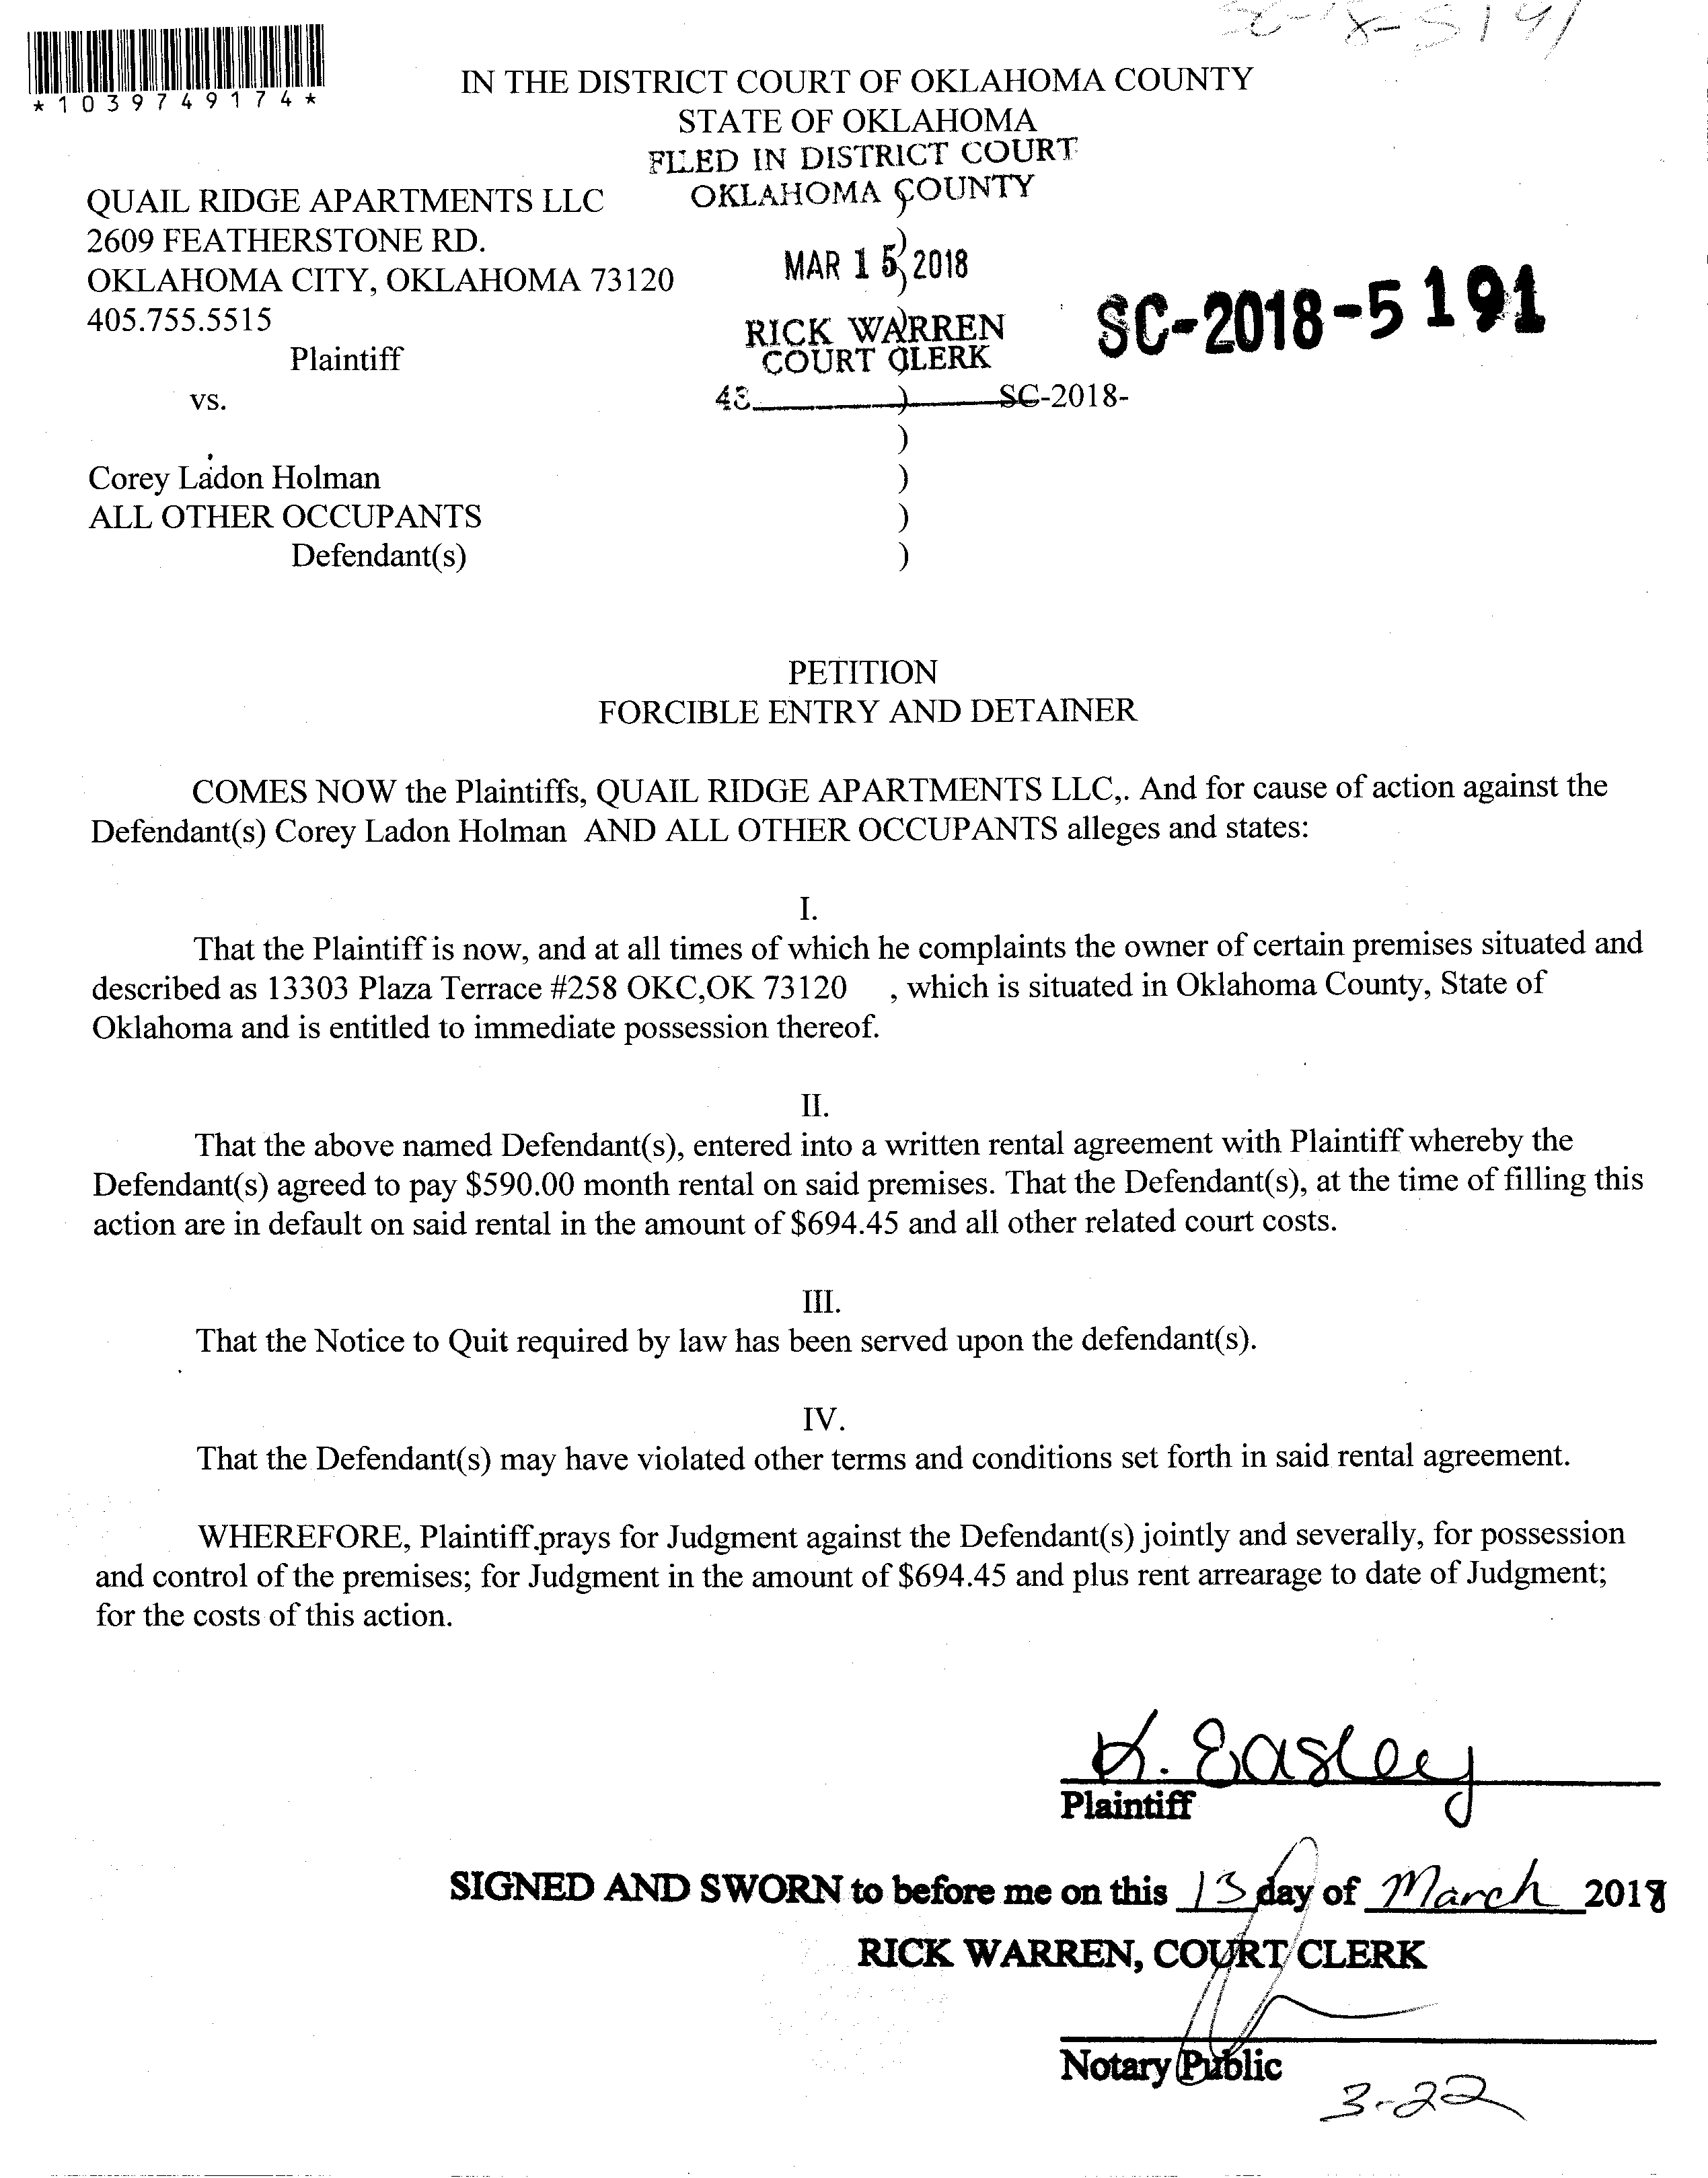 SC-18-5191
*1039749174*
IN THE DISTRICT COURT OF OKLAHOMA COUNTY
STATE OF OKLAHOMA
FILED IN DISTRICT COURT
OKLAHOMA COUNTY
QUAIL RIDGE APARTMENTS LLC )
2609 FEATHERSTONE RD. )
OKLAHOMA CITY, OKLAHOMA 73120 )
MAR 15 2018
405.755.5515 )
SC-2018-5191
RICK WARREN
COURT CLERK
Plaintiff )
vs. ) SC-2018-
43
)
Corey Ladon Holman )
ALL OTHER OCCUPANTS )
Defendant(s) )
PETITION
FORCIBLE ENTRY AND DETAINER
COMES NOW the Plaintiffs, QUAIL RIDGE APARTMENTS LLC,. And for cause of action against the
Defendant(s) Corey Ladon Holman AND ALL OTHER OCCUPANTS alleges and states:
I.
That the Plaintiff is now, and at all times of which he complaints the owner of certain premises situated and
described as 13303 Plaza Terrace #258 OKC,OK 73120 , which is situated in Oklahoma County, State of
Oklahoma and is entitled to immediate possession thereof.
II.
That the above named Defendant(s), entered into a written rental agreement with Plaintiff whereby the
Defendant(s) agreed to pay $590.00 month rental on said premises. That the Defendant(s), at the time of filling this
action are in default on said rental in the amount of $694.45 and all other related court costs.
III.
That the Notice to Quit required by law has been served upon the defendant(s).
IV.
That the Defendant(s) may have violated other terms and conditions set forth in said rental agreement.
WHEREFORE, Plaintiff prays for Judgment against the Defendant(s) jointly and severally, for possession
and control of the premises; for Judgment in the amount of $694.45 and plus rent arrearage to date of Judgment;
for the costs of this action.
K. Easley
Plaintiff
SIGNED AND SWORN to before me on this 13 day of March 2018
RICK WARREN, COURT CLERK
Notary Public
3-22